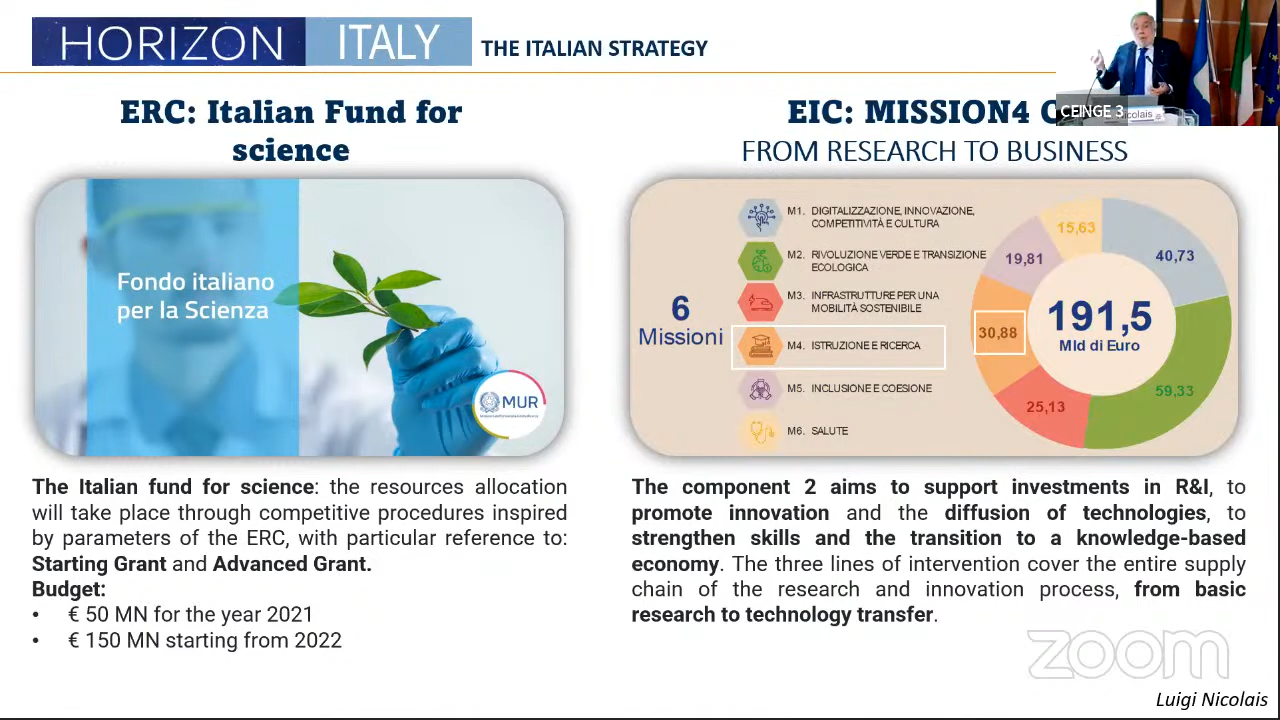 HORIZON ITALY THE ITALIAN STRATEGY
CEINGE 3
ERC: Italian Fund for
science
EIC: MISSION4 C
FROM RESEARCH TO BUSINESS
Fondo italiano
per la Scienza
MUR
6
Missioni
M1. DIGITALIZZAZIONE, INNOVAZIONE,
COMPETITIVITÀ E CULTURA
M2. RIVOLUZIONE VERDE E TRANSIZIONE
ECOLOGICA
M3. INFRASTRUTTURE PER UNA
MOBILITÀ SOSTENIBILE
M4. ISTRUZIONE E RICERCA
M5. INCLUSIONE E COESIONE
M6. SALUTE
15,63
40,73
19,81
30,88
191,5
Mld di Euro
59,33
25,13
The Italian fund for science: the resources allocation
will take place through competitive procedures inspired
by parameters of the ERC, with particular reference to:
Starting Grant and Advanced Grant.
Budget:
• € 50 MN for the year 2021
• € 150 MN starting from 2022
The component 2 aims to support investments in R&I, to
promote innovation and the diffusion of technologies, to
strengthen skills and the transition to a knowledge-based
economy. The three lines of intervention cover the entire supply
chain of the research and innovation process, from basic
research to technology transfer.
zoom
Luigi Nicolais